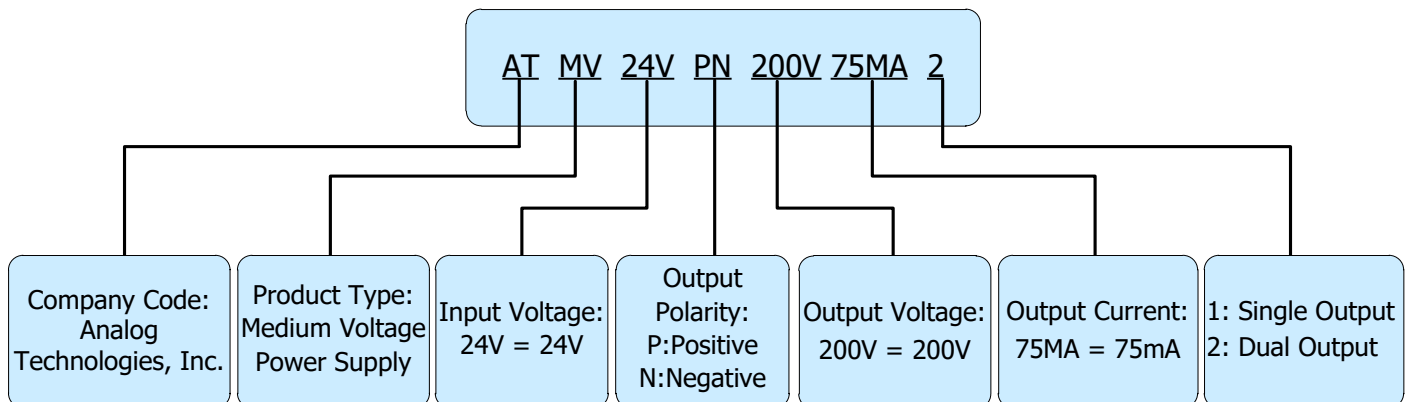 AT MV 24V PN 200V 75MA 2
Company Code:
Analog
Technologies, Inc.
Product Type:
Medium Voltage
Power Supply
Input Voltage:
24V = 24V
Output
Polarity:
P:Positive
N:Negative
Output Voltage:
200V = 200V
Output Current:
75MA = 75mA
1: Single Output
2: Dual Output